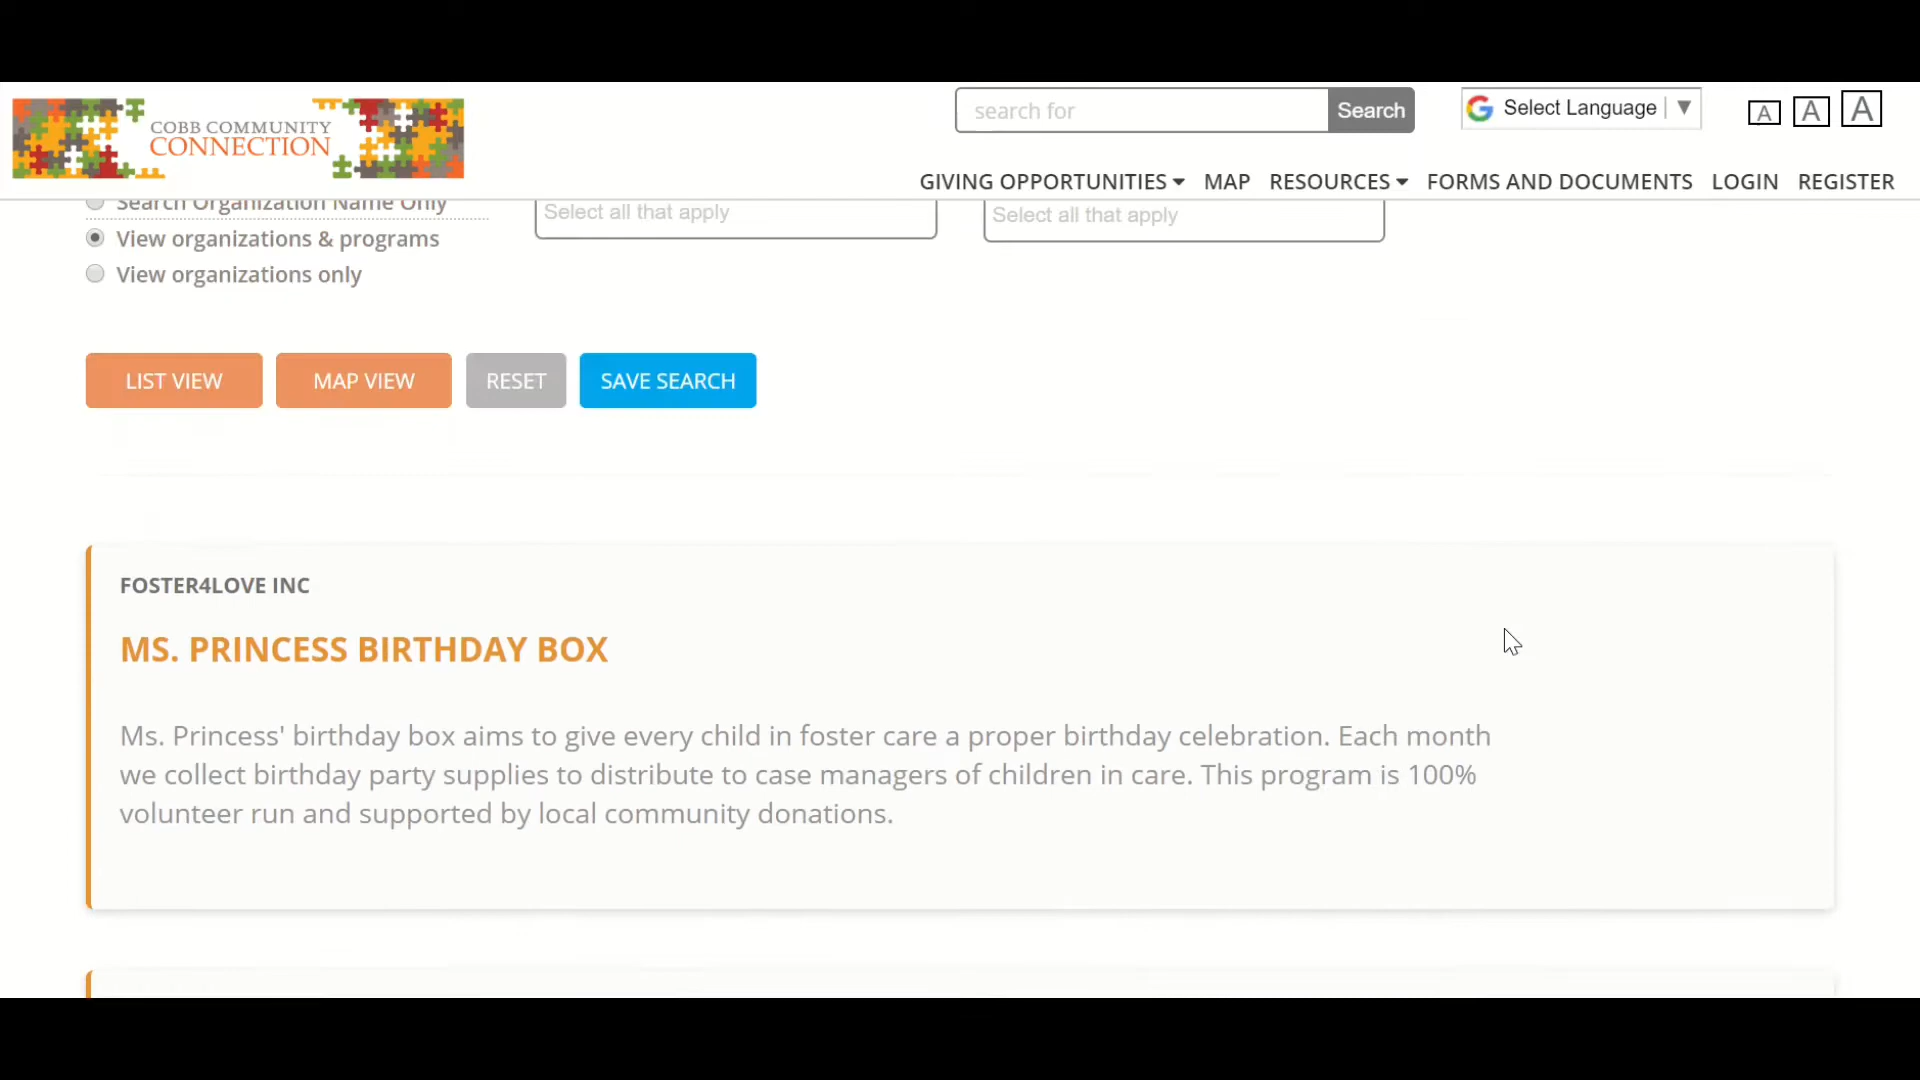 COBB COMMUNITY
CONNECTION
search for
Search
Select Language
A A A
GIVING OPPORTUNITIES MAP RESOURCES FORMS AND DOCUMENTS LOGIN REGISTER
Search Organization Name Only
Select all that apply
Select all that apply
View organizations & programs
View organizations only
LIST VIEW
MAP VIEW
RESET
SAVE SEARCH
FOSTER4LOVE INC
MS. PRINCESS BIRTHDAY BOX
Ms. Princess' birthday box aims to give every child in foster care a proper birthday celebration. Each month
we collect birthday party supplies to distribute to case managers of children in care. This program is 100%
volunteer run and supported by local community donations.